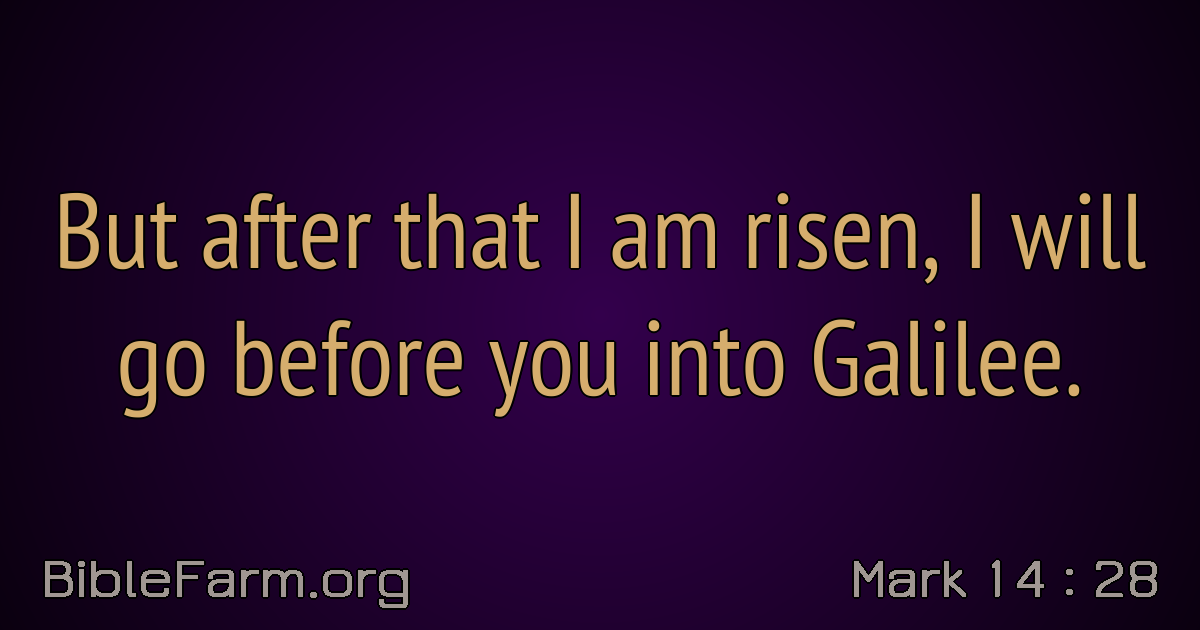 But after that I am risen, I will
go before you into Galilee.
BibleFarm.org
Mark 14 : 28